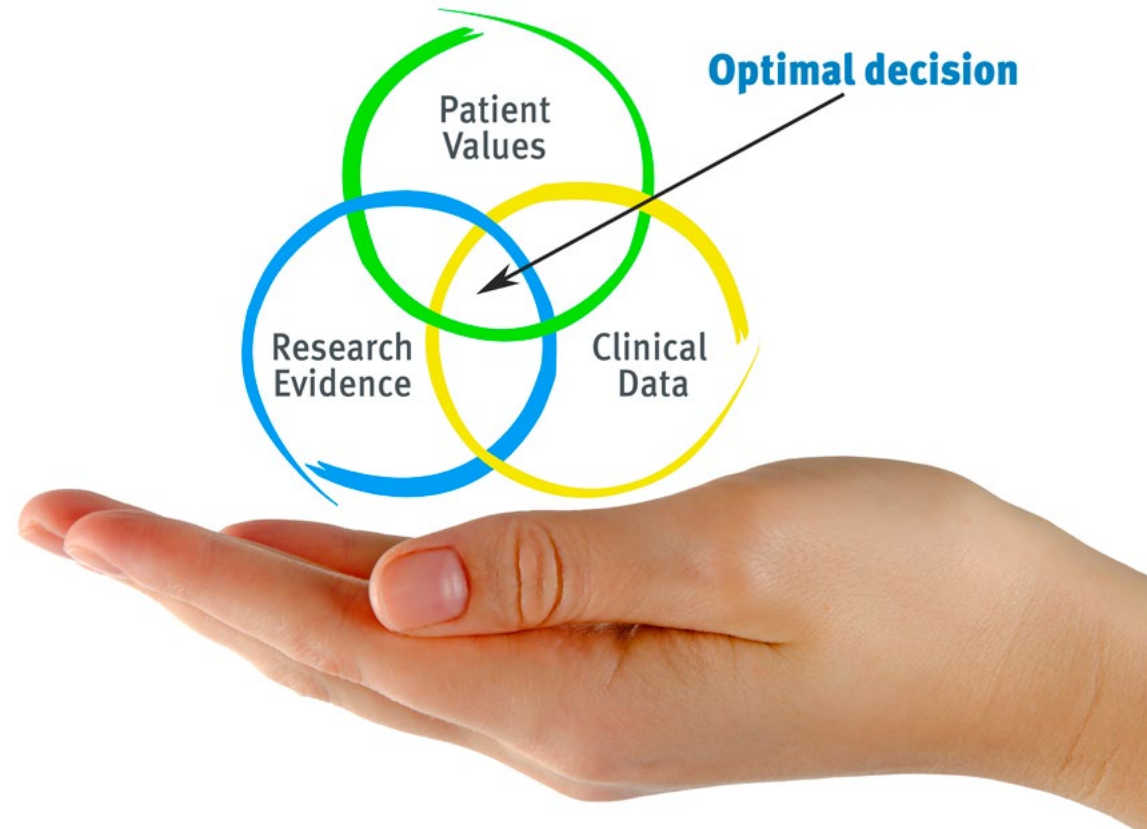 Optimal decision
Patient
Values
Research
Evidence
Clinical
Data